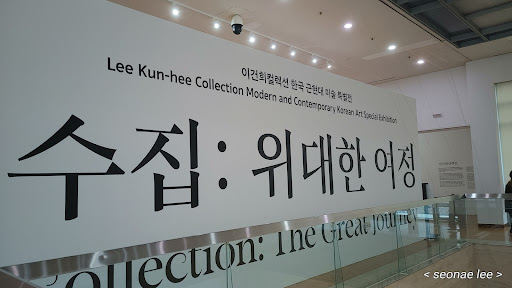 이건희컬렉션 한국 근현대 미술 특별전
Lee Kun-hee Collection Modern and Contemporary Korean Art Special Exhibition
수집: 위대한 여정
Collection: The Great Journey
< seonae lee >